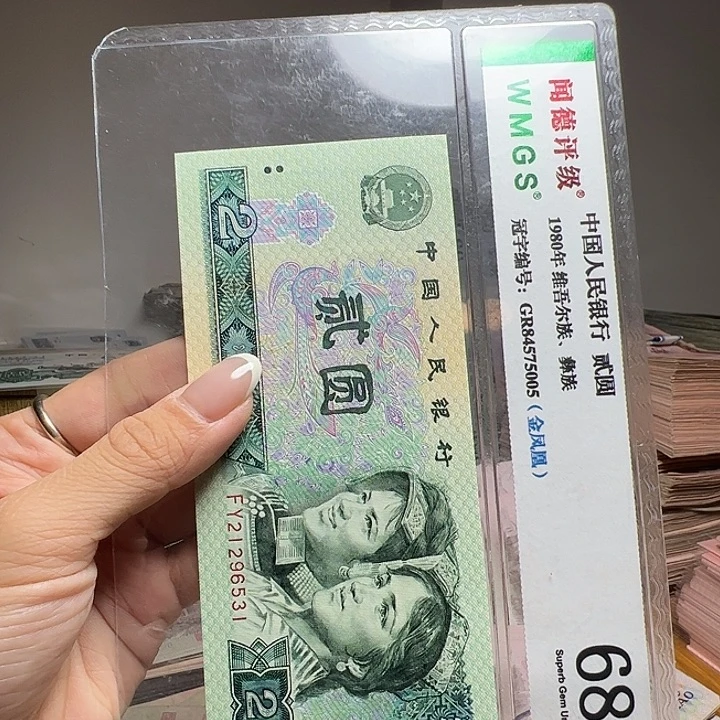 闻德评级®
WMGS®
中国人民银行 贰圆
1980年 维吾尔族、彝族
冠字编号：GR84575005（金凤凰）
68
Superb Gem U
中国人民银行
贰圆
2
FY21296531
2